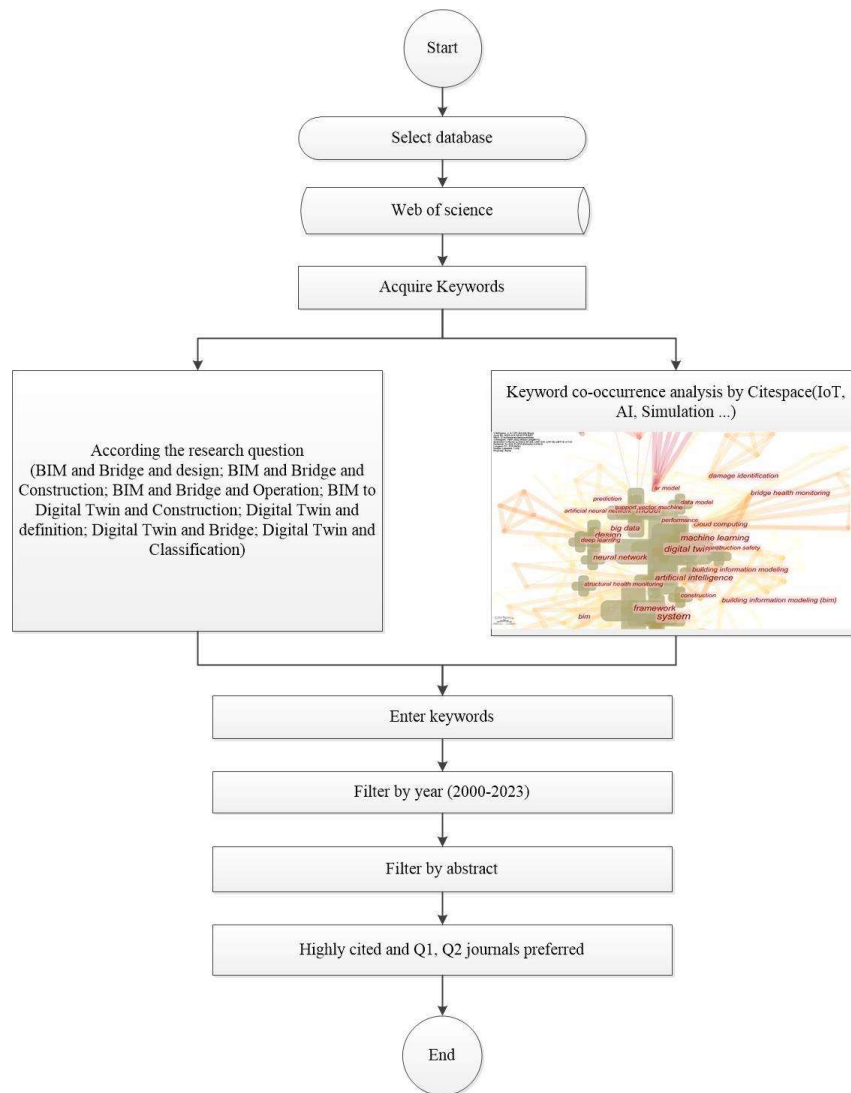 Start
Select database
Web of science
Acquire Keywords
According the research question
(BIM and Bridge and design; BIM and Bridge and
Construction; BIM and Bridge and Operation; BIM to
Digital Twin and Construction; Digital Twin and
definition; Digital Twin and Bridge; Digital Twin and
Classification)
Keyword co-occurrence analysis by Citespace(IoT,
AI, Simulation ...)
ar model
damage identification
prediction
data model
bridge health monitoring
support vector machine
artificial neural network
model
performance
big data
cloud computing
design
machine learning
deep learning
digital twin
construction safety
neural network
building information modeling
artificial intelligence
structural health monitoring
construction
building information modeling (bim)
framework
bim
system
Enter keywords
Filter by year (2000-2023)
Filter by abstract
Highly cited and Q1, Q2 journals preferred
End